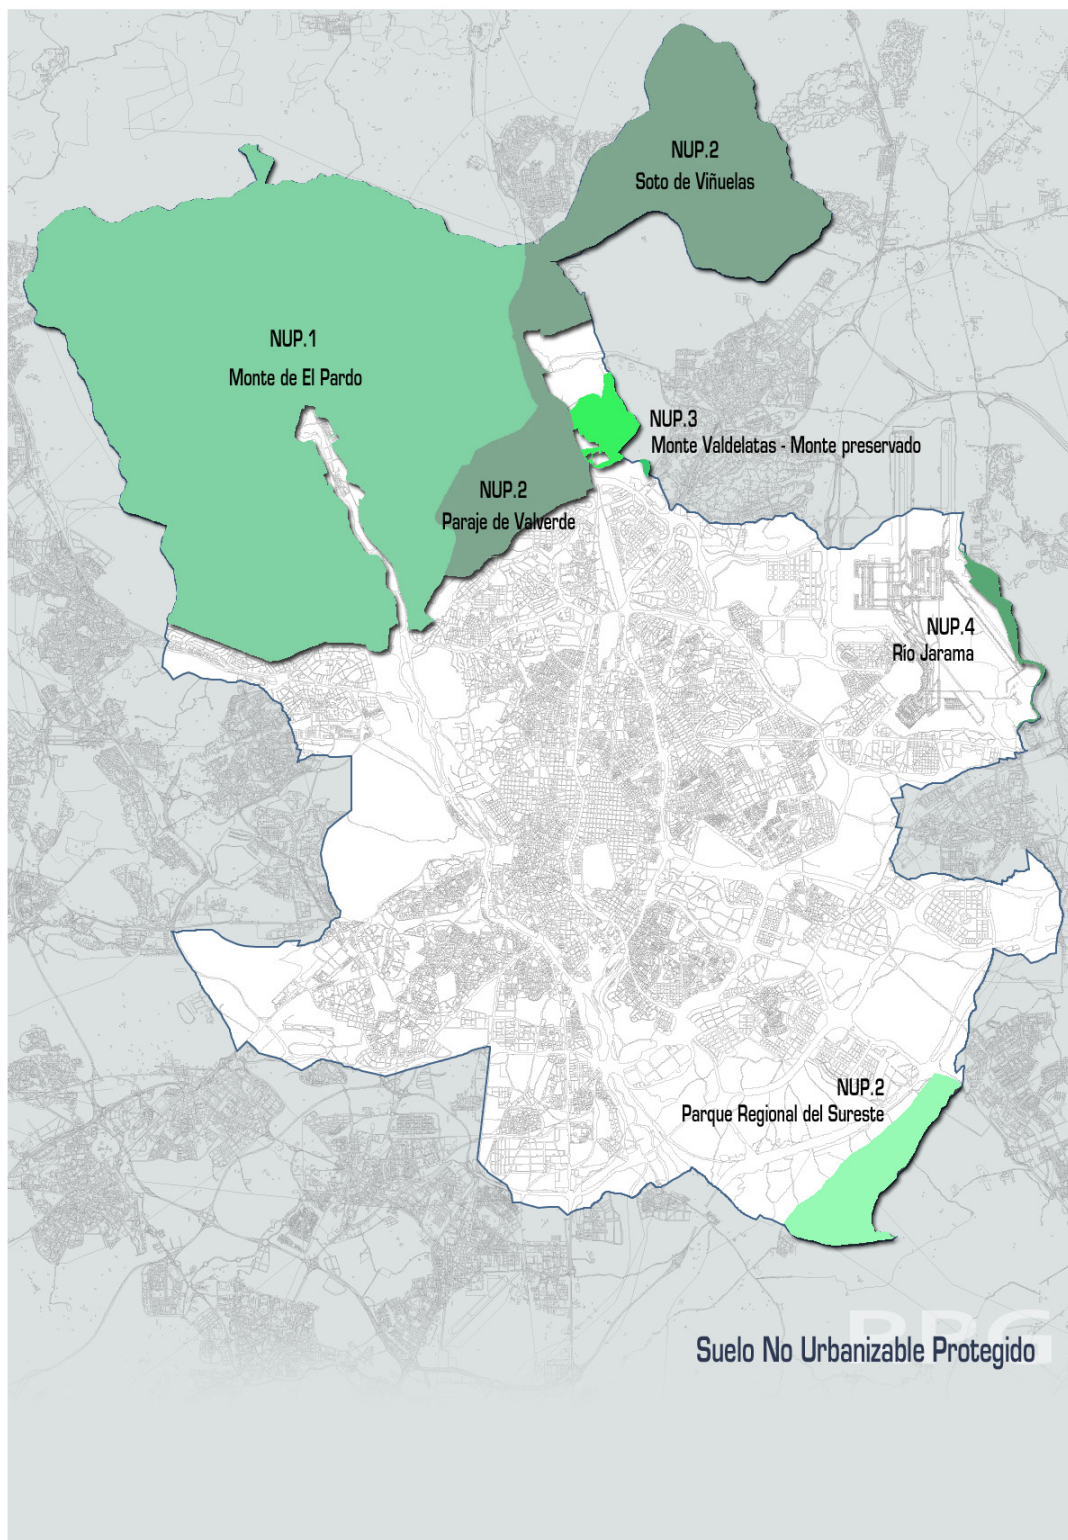 NUP.2
Soto de Viñuelas
NUP.1
Monte de El Pardo
NUP.3
Monte Valdelatas - Monte preservado
NUP.2
Paraje de Valverde
NUP.4
Río Jarama
NUP.2
Parque Regional del Sureste
Suelo No Urbanizable Protegido